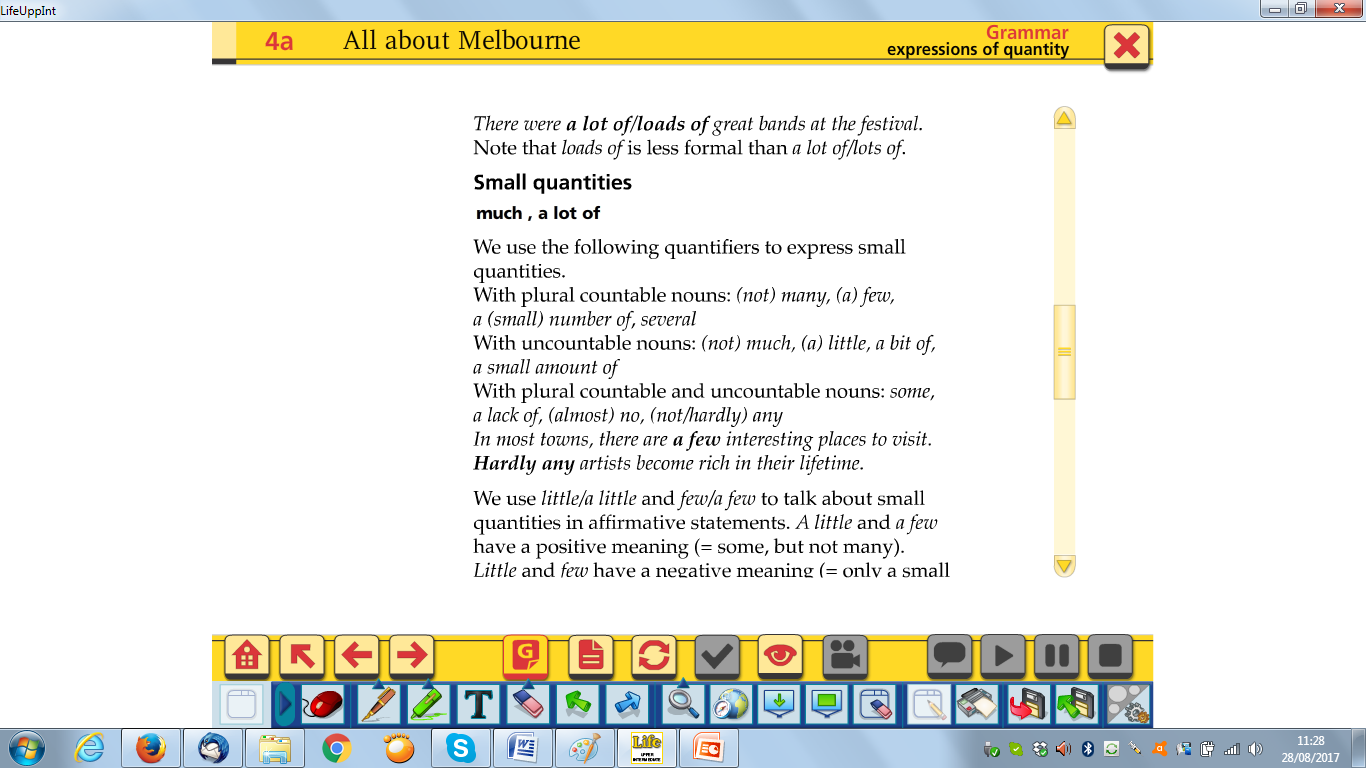 LifeUppInt
4a All about Melbourne
Grammar
expressions of quantity
There were a lot of/loads of great bands at the festival.
Note that loads of is less formal than a lot of/lots of.
Small quantities
much , a lot of
We use the following quantifiers to express small
quantities.
With plural countable nouns: (not) many, (a) few,
a (small) number of, several
With uncountable nouns: (not) much, (a) little, a bit of,
a small amount of
With plural countable and uncountable nouns: some,
a lack of, (almost) no, (not/hardly) any
In most towns, there are a few interesting places to visit.
Hardly any artists become rich in their lifetime.
We use little/a little and few/a few to talk about small
quantities in affirmative statements. A little and a few
have a positive meaning (= some, but not many).
Little and few have a negative meaning (= only a small
G
T
Life
UPPER
INTERMEDIATE
11:28
28/08/2017